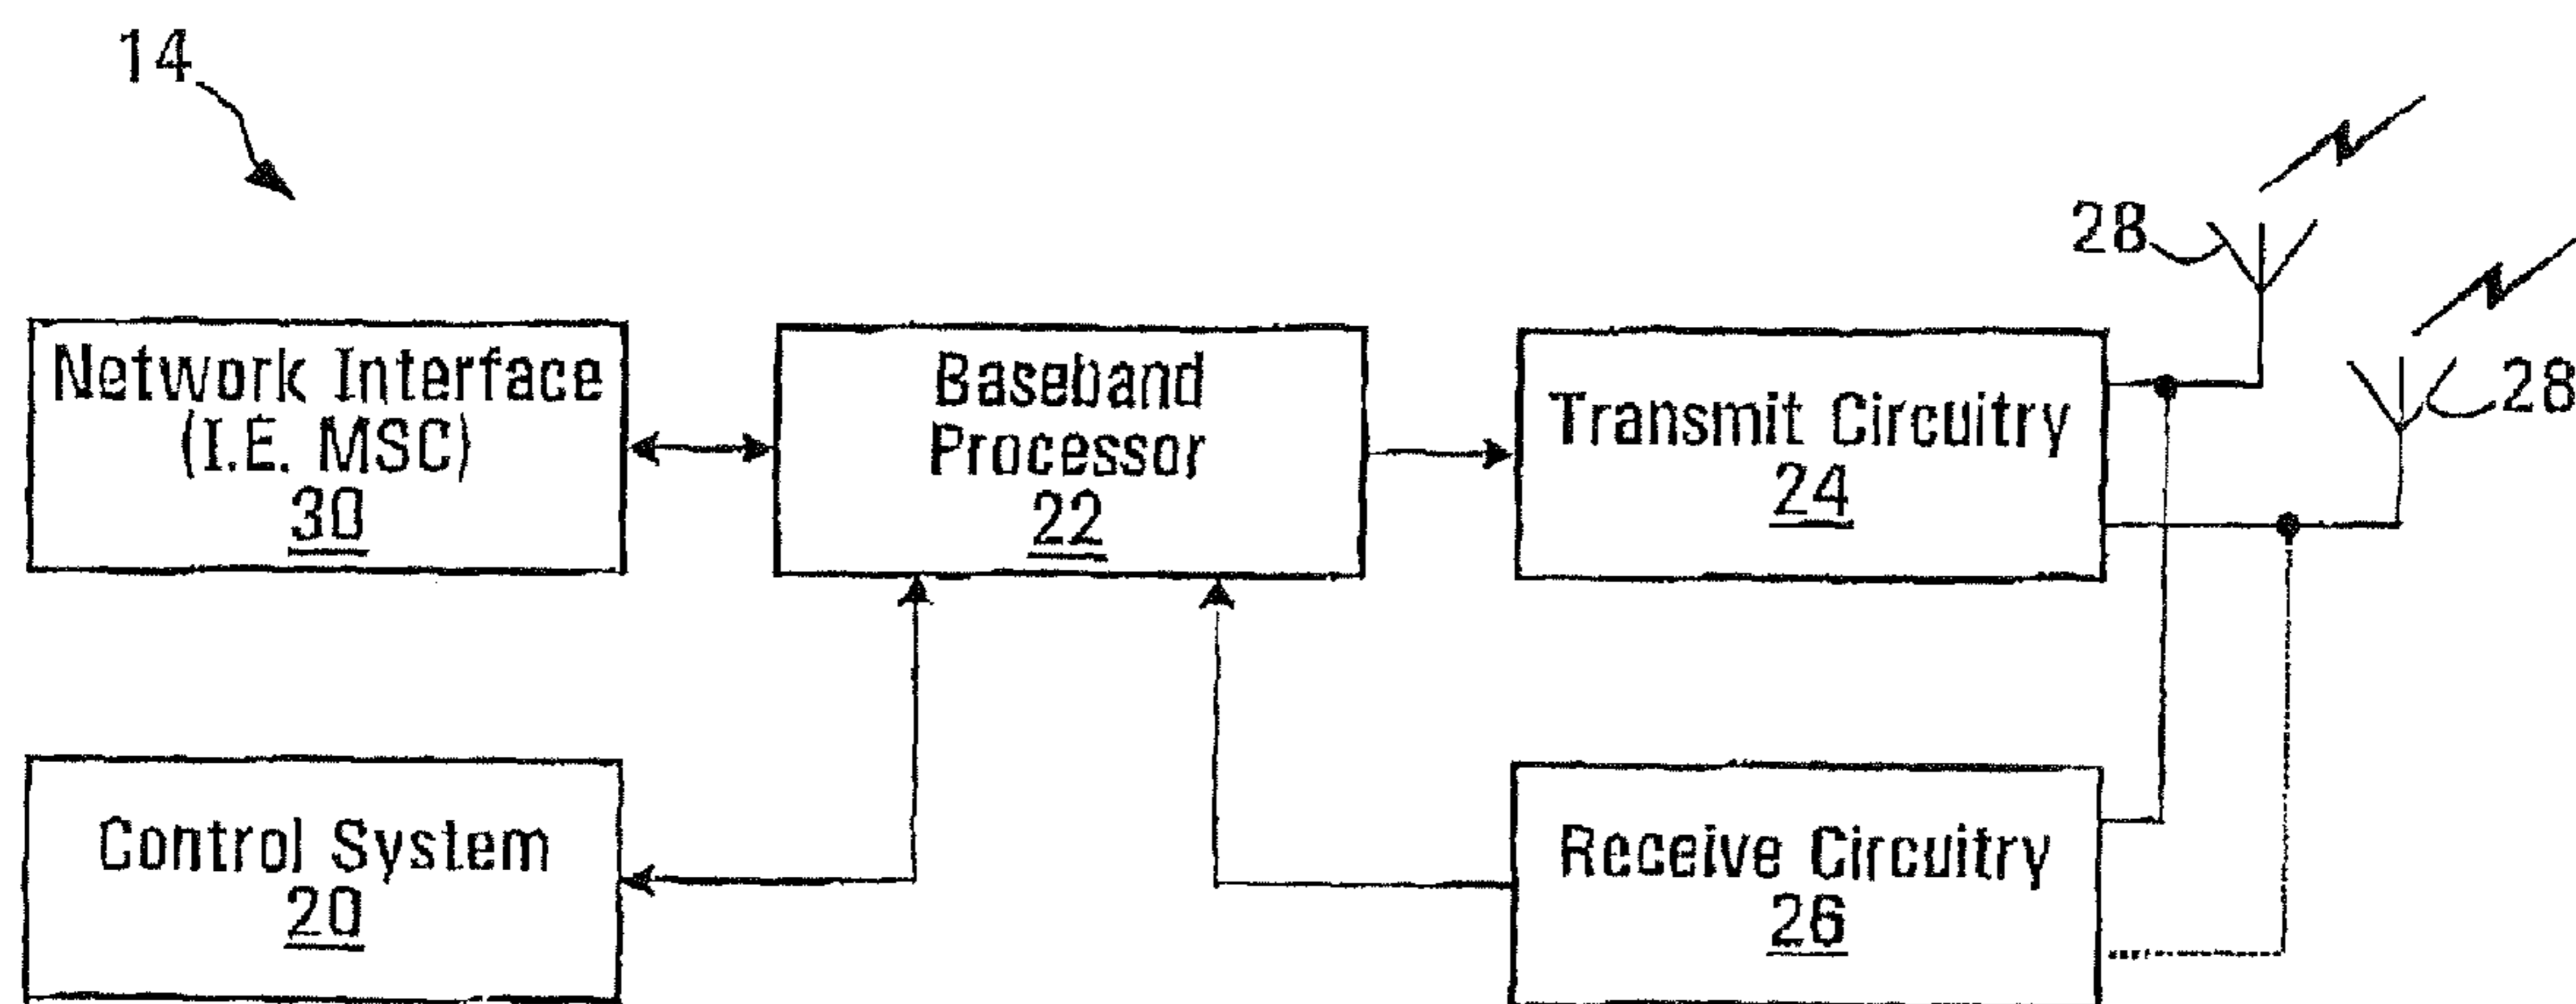 14
28
28
Network Interface
(I.E. MSC)
30
Baseband
Processor
22
Transmit Circuitry
24
Control System
20
Receive Circuitry
26